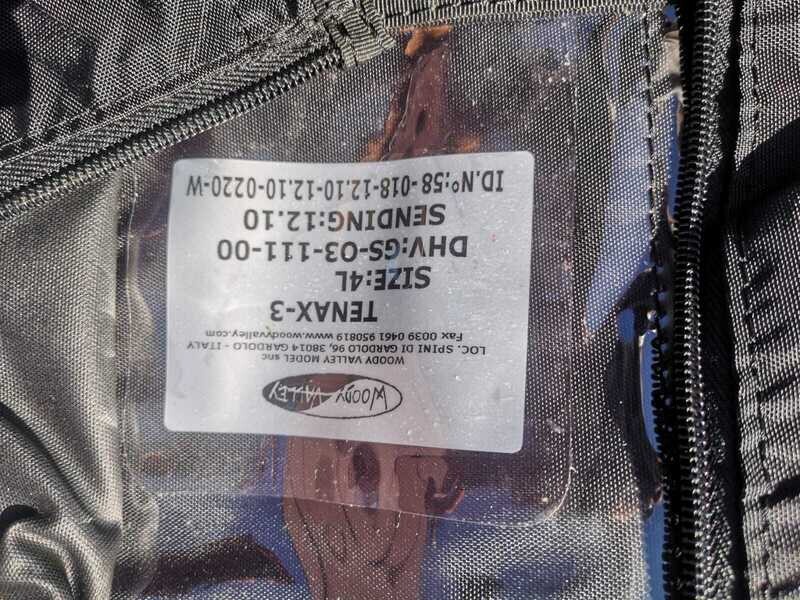 WOODY VALLEY
WOODY VALLEY MODEL snc
LOC. SPINI DI GARDOLO 96, 38014 GARDOLO - ITALY
Fax 0039 0461 950819 www.woodyvalley.com
TENAX-3
SIZE:4L
DHV:GS-03-111-00
SENDING:12.10
ID.Nº:58-018-12.10-12.10-0220-W